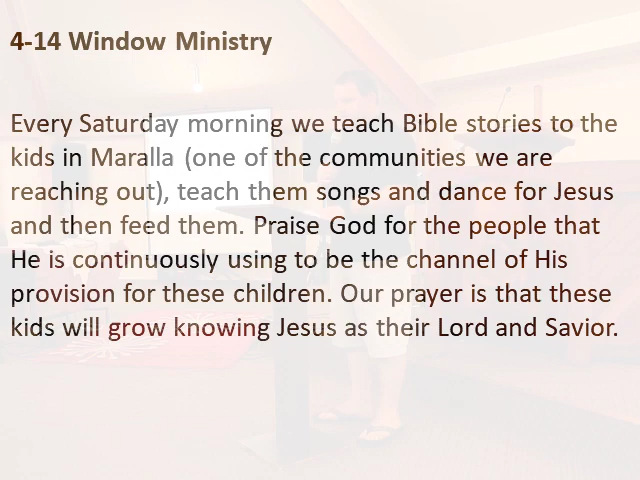 4-14 Window Ministry
Every Saturday morning we teach Bible stories to the
kids in Maralla (one of the communities we are
reaching out), teach them songs and dance for Jesus
and then feed them. Praise God for the people that
He is continuously using to be the channel of His
provision for these children. Our prayer is that these
kids will grow knowing Jesus as their Lord and Savior.